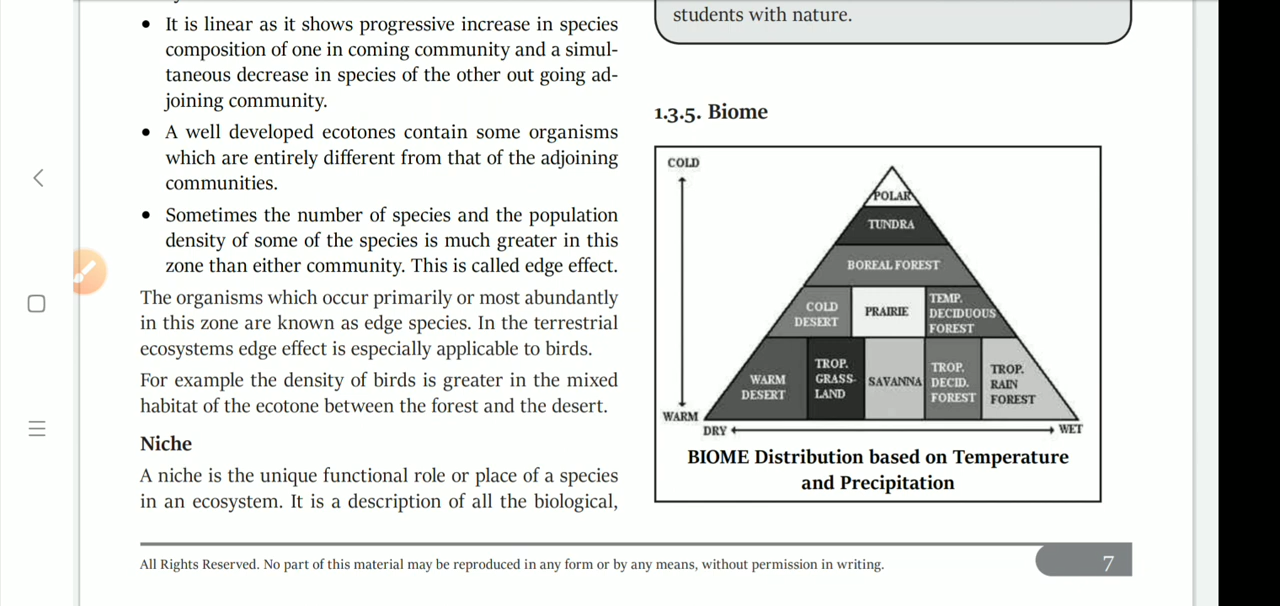 • It is linear as it shows progressive increase in species
composition of one in coming community and a simul-
taneous decrease in species of the other out going ad-
joining community.
• A well developed ecotones contain some organisms
which are entirely different from that of the adjoining
communities.
• Sometimes the number of species and the population
density of some of the species is much greater in this
zone than either community. This is called edge effect.
The organisms which occur primarily or most abundantly
in this zone are known as edge species. In the terrestrial
ecosystems edge effect is especially applicable to birds.
For example the density of birds is greater in the mixed
habitat of the ecotone between the forest and the desert.
Niche
A niche is the unique functional role or place of a species
in an ecosystem. It is a description of all the biological,
students with nature.
1.3.5. Biome
COLD
POLAR
TUNDRA
BOREAL FOREST
COLD
DESERT
PRAIRIE
TEMP.
DECIDUOUS
FOREST
WARM
DESERT
TROP.
GRASS-
LAND
SAVANNA
TROP.
DECID.
FOREST
TROP.
RAIN
FOREST
WARM
DRY
WET
BIOME Distribution based on Temperature
and Precipitation
All Rights Reserved. No part of this material may be reproduced in any form or by any means, without permission in writing.
7